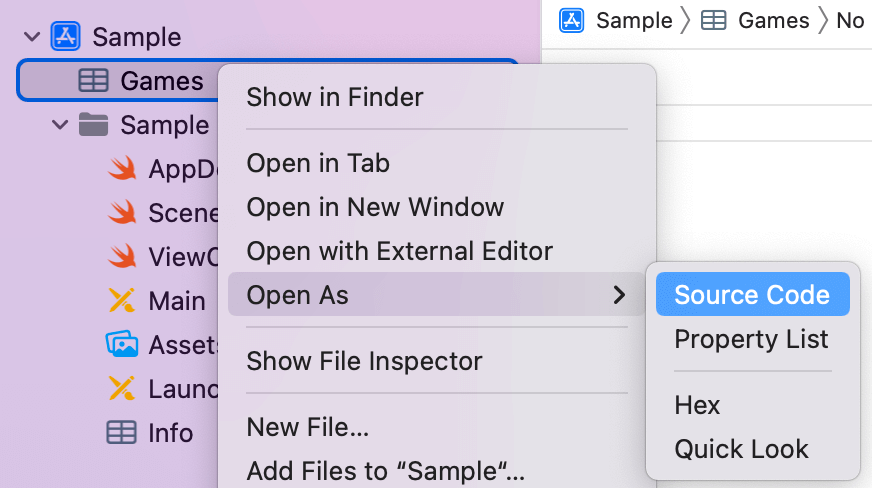 Sample
Games
Sample
AppDe
Scene
ViewC
Main
Assets
Launc
Info
Sample
Games
No
Show in Finder
Open in Tab
Open in New Window
Open with External Editor
Open As
Show File Inspector
New File...
Add Files to “Sample“...
Source Code
Property List
Hex
Quick Look